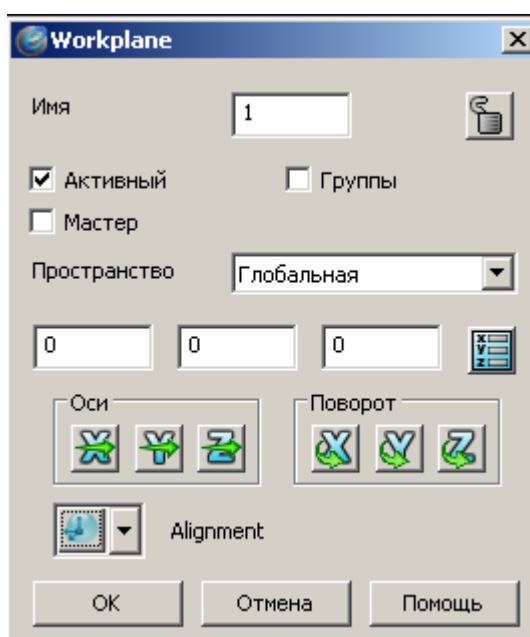 Workplane
Имя 1
Активный Группы
Мастер
Пространство Глобальная
0 0 0
x
y
z
Оси Поворот
X Y Z X Y Z
Alignment
OK Отмена Помощь